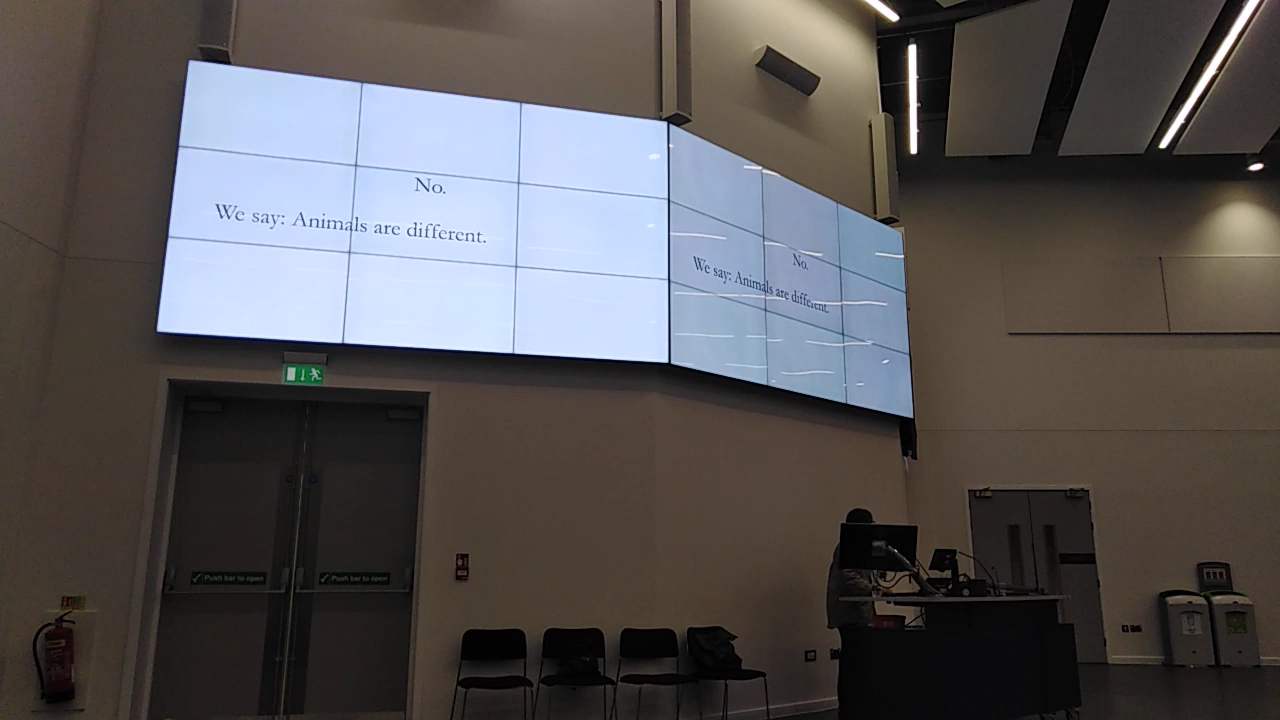 No.
We say: Animals are different.
No.
We say: Animals are different.
Push bar to open
Push bar to open